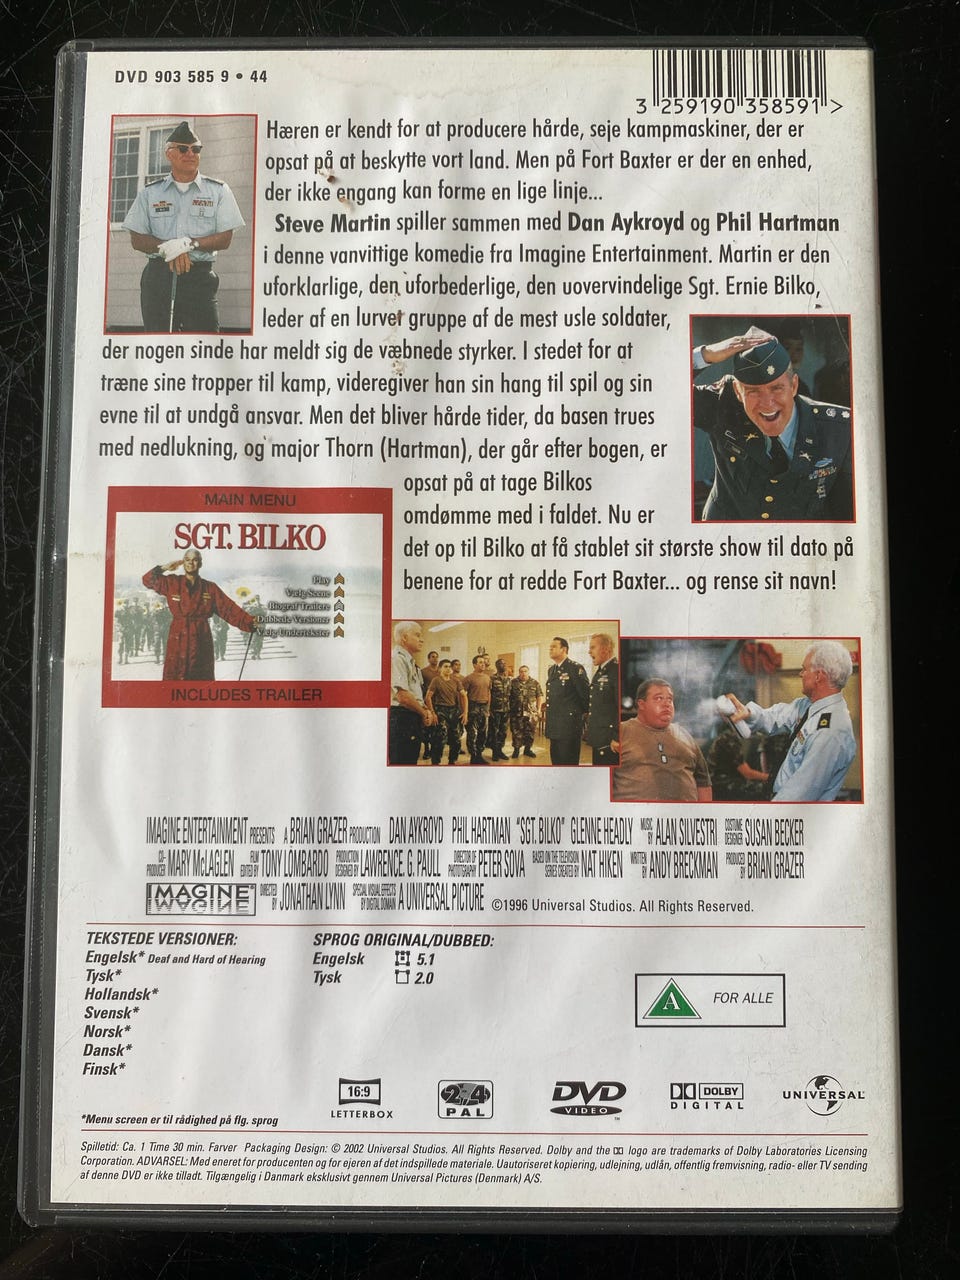 DVD 903 585 9 • 44
3 259190 358591 >
Hæren er kendt for at producere hårde, seje kampmaskiner, der er
opsat på at beskytte vort land. Men på Fort Baxter er der en enhed,
der ikke engang kan forme en lige linje...
Steve Martin spiller sammen med Dan Aykroyd og Phil Hartman
i denne vanvittige komedie fra Imagine Entertainment. Martin er den
uforklarlige, den uforbederlige, den uovervindelige Sgt. Ernie Bilko,
leder af en lurvet gruppe af de mest usle soldater,
der nogen sinde har meldt sig de væbnede styrker. I stedet for at
træne sine tropper til kamp, videregiver han sin hang til spil og sin
evne til at undgå ansvar. Men det bliver hårde tider, da basen trues
med nedlukning, og major Thorn (Hartman), der går efter bogen, er
opsat på at tage Bilkos
omdømme med i faldet. Nu er
det op til Bilko at få stablet sit største show til dato på
benene for at redde Fort Baxter... og rense sit navn!
MAIN MENU
SGT. BILKO
Play
Vælg Scene
Biograf Trailere
Dubbede Versioner
Vælg Undertekster
INCLUDES TRAILER
IMAGINE ENTERTAINMENT PRESENTS A BRIAN GRAZER PRODUCTION DAN AYKROYD PHIL HARTMAN "SGT. BILKO" GLENNE HEADLY MUSIC BY ALAN SILVESTRI COSTUME DESIGNER SUSAN BECKER
CO-PRODUCER MARY McLAGLEN FILM EDITED BY TONY LOMBARDO PRODUCTION DESIGNED BY LAWRENCE. G. PAULL DIRECTOR OF PHOTOGRAPHY PETER SOVA BASED ON THE TELEVISION SERIES CREATED BY NAT HIKEN WRITTEN BY ANDY BRECKMAN PRODUCED BY BRIAN GRAZER
IMAGINE DIRECTED BY JONATHAN LYNN SPECIAL VISUAL EFFECTS BY DIGITAL DOMAIN A UNIVERSAL PICTURE ©1996 Universal Studios. All Rights Reserved.
TEKSTEDE VERSIONER:
Engelsk* Deaf and Hard of Hearing
Tysk*
Hollandsk*
Svensk*
Norsk*
Dansk*
Finsk*
SPROG ORIGINAL/DUBBED:
Engelsk 5.1
Tysk 2.0
A FOR ALLE
16:9
LETTERBOX
2,4
PAL
DVD
VIDEO
TM
DOLBY
DIGITAL
UNIVERSAL
*Menu screen er til rådighed på flg. sprog
Spilletid: Ca. 1 Time 30 min. Farver Packaging Design: © 2002 Universal Studios. All Rights Reserved. Dolby and the logo are trademarks of Dolby Laboratories Licensing
Corporation. ADVARSEL: Med eneret for producenten og for ejeren af det indspillede materiale. Uautoriseret kopiering, udlejning, udlån, offentlig fremvisning, radio- eller TV sending
af denne DVD er ikke tilladt. Tilgængelig i Danmark eksklusivt gennem Universal Pictures (Denmark) A/S.